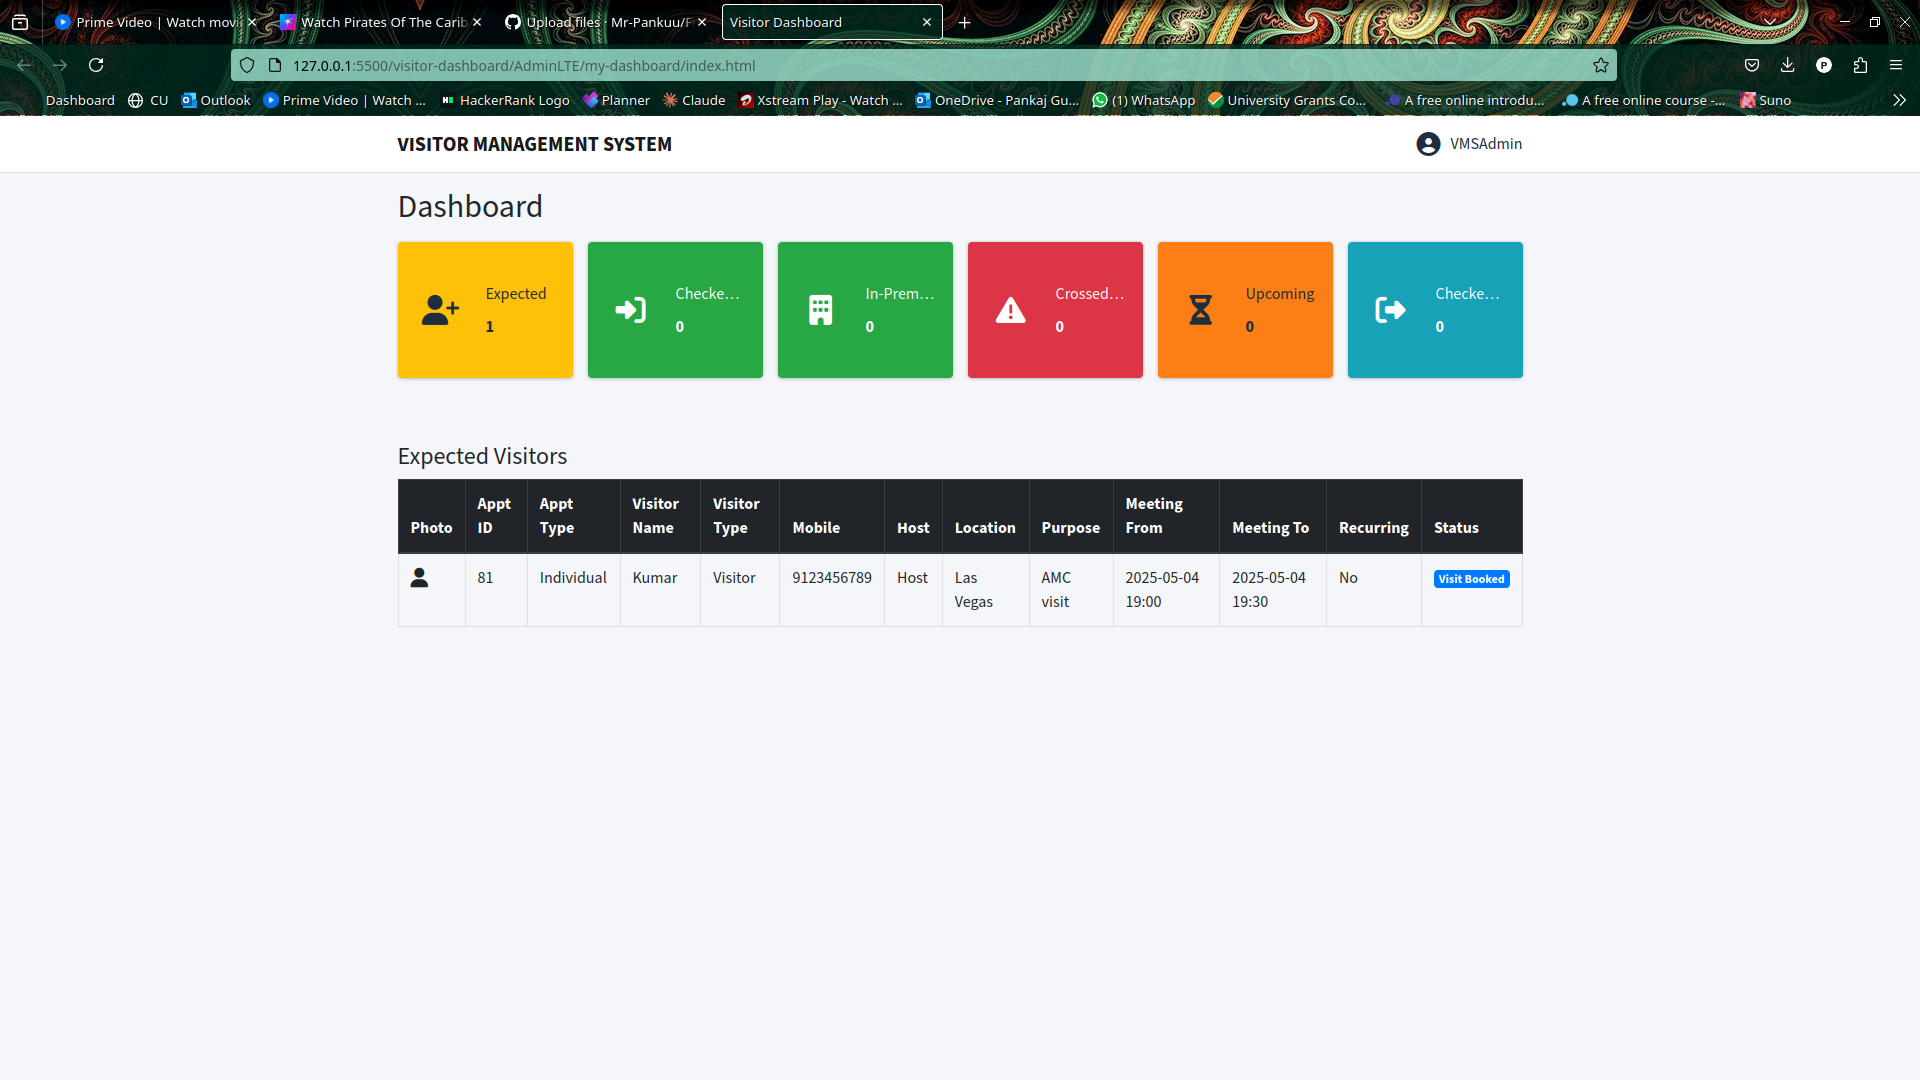 Prime Video | Watch movi
Watch Pirates Of The Carib
Upload files · Mr-Pankuu/F
Visitor Dashboard
127.0.0.1:5500/visitor-dashboard/AdminLTE/my-dashboard/index.html
P
Dashboard
CU
Outlook
Prime Video | Watch ...
HackerRank Logo
Planner
Claude
Xstream Play - Watch ...
OneDrive - Pankaj Gu...
(1) WhatsApp
University Grants Co...
A free online introdu...
A free online course -...
Suno
VISITOR MANAGEMENT SYSTEM
VMSAdmin
Dashboard
Expected
1
Checke...
0
In-Prem...
0
Crossed...
0
Upcoming
0
Checke...
0
Expected Visitors
Photo
Appt
ID
Appt
Type
Visitor
Name
Visitor
Type
Mobile
Host
Location
Purpose
Meeting
From
Meeting To
Recurring
Status
81
Individual
Kumar
Visitor
9123456789
Host
Las
Vegas
AMC
visit
2025-05-04
19:00
2025-05-04
19:30
No
Visit Booked